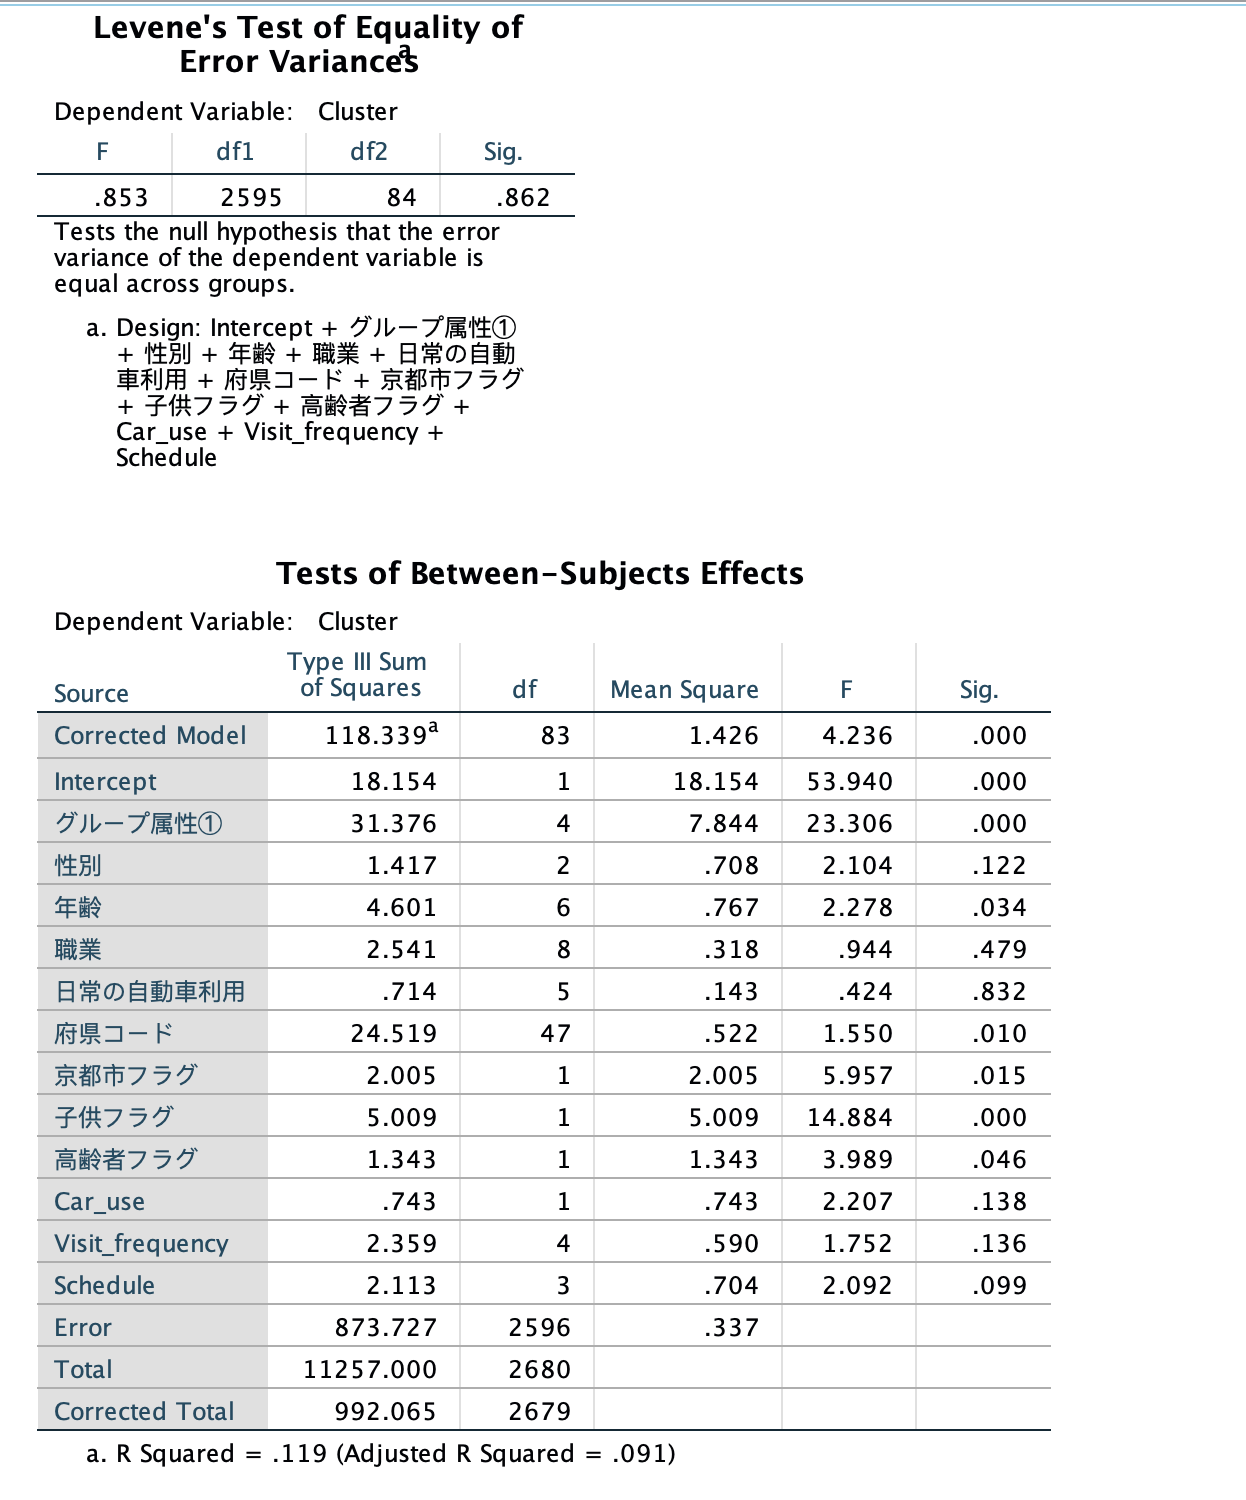 Levene's Test of Equality of
Error Variancesᵃ
Dependent Variable: Cluster
F df1 df2 Sig.
.853 2595 84 .862
Tests the null hypothesis that the error
variance of the dependent variable is
equal across groups.
a. Design: Intercept + グループ属性①
+ 性別 + 年齢 + 職業 + 日常の自動
車利用 + 府県コード + 京都市フラグ
+ 子供フラグ + 高齢者フラグ +
Car_use + Visit_frequency +
Schedule
Tests of Between-Subjects Effects
Dependent Variable: Cluster
Source Type III Sum of Squares df Mean Square F Sig.
Corrected Model 118.339ᵃ 83 1.426 4.236 .000
Intercept 18.154 1 18.154 53.940 .000
グループ属性① 31.376 4 7.844 23.306 .000
性別 1.417 2 .708 2.104 .122
年齢 4.601 6 .767 2.278 .034
職業 2.541 8 .318 .944 .479
日常の自動車利用 .714 5 .143 .424 .832
府県コード 24.519 47 .522 1.550 .010
京都市フラグ 2.005 1 2.005 5.957 .015
子供フラグ 5.009 1 5.009 14.884 .000
高齢者フラグ 1.343 1 1.343 3.989 .046
Car_use .743 1 .743 2.207 .138
Visit_frequency 2.359 4 .590 1.752 .136
Schedule 2.113 3 .704 2.092 .099
Error 873.727 2596 .337
Total 11257.000 2680
Corrected Total 992.065 2679
a. R Squared = .119 (Adjusted R Squared = .091)